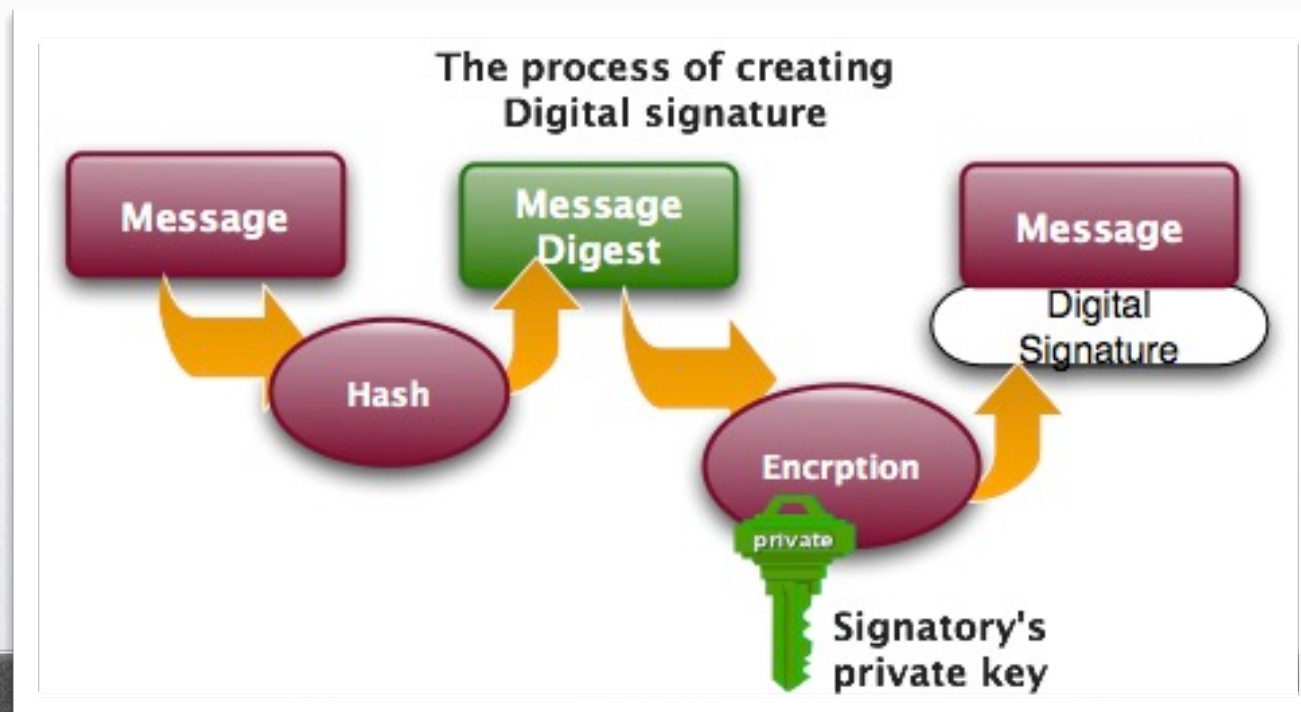 The process of creating
Digital signature
Message
Message
Digest
Message
Digital
Signature
Hash
Encrption
private
Signatory's
private key